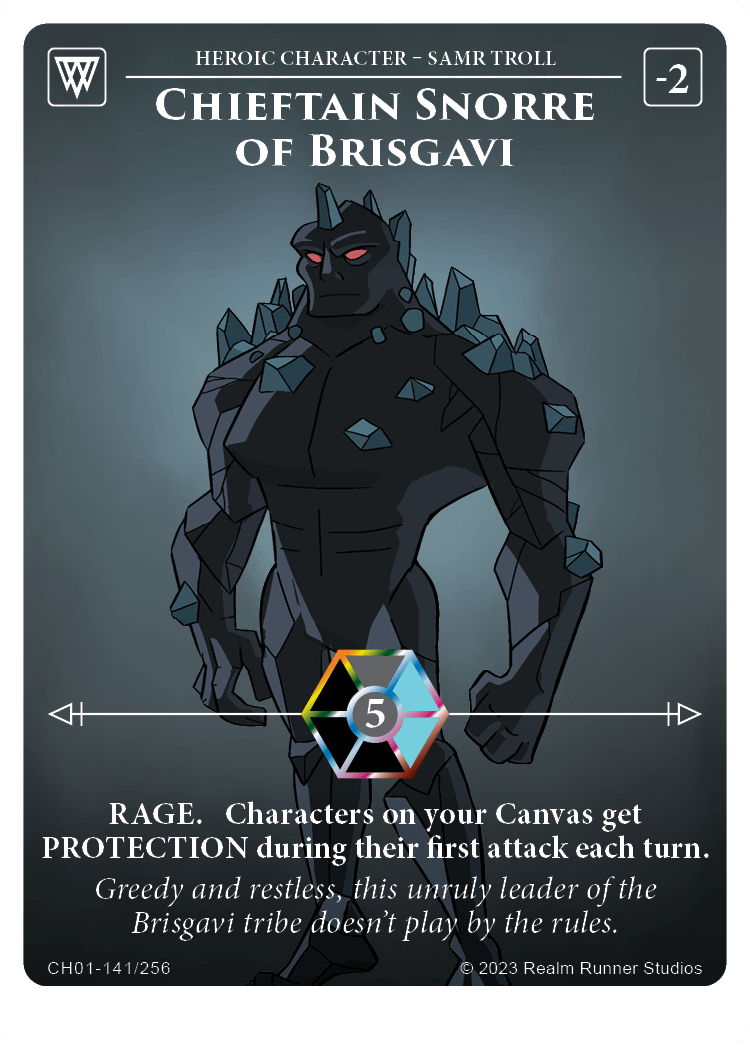 HEROIC CHARACTER – SAMR TROLL
-2
CHIEFTAIN SNORRE
OF BRISGAVI
5
RAGE. Characters on your Canvas get
PROTECTION during their first attack each turn.
Greedy and restless, this unruly leader of the
Brisgavi tribe doesn't play by the rules.
CH01-141/256
© 2023 Realm Runner Studios